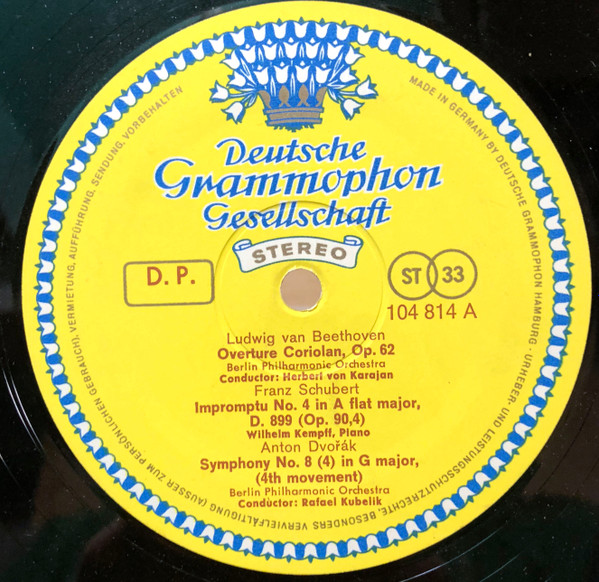 Deutsche
Grammophon
Gesellschaft
STEREO
D. P.
ST 33
104 814 A
Ludwig van Beethoven
Overture Coriolan, Op. 62
Berlin Philharmonic Orchestra
Conductor: Herbert von Karajan
Franz Schubert
Impromptu No. 4 in A flat major,
D. 899 (Op. 90,4)
Wilhelm Kempff, Piano
Anton Dvořák
Symphony No. 8 (4) in G major,
(4th movement)
Berlin Philharmonic Orchestra
Conductor: Rafael Kubelik
MADE IN GERMANY BY DEUTSCHE GRAMMOPHON HAMBURG · URHEBER- UND LEISTUNGSSCHUTZRECHTE, BESONDERS VERVIELFÄLTIGUNG (AUSSER ZUM PERSÖNLICHEN GEBRAUCH), VERMIETUNG, AUFFÜHRUNG, SENDUNG, VORBEHALTEN